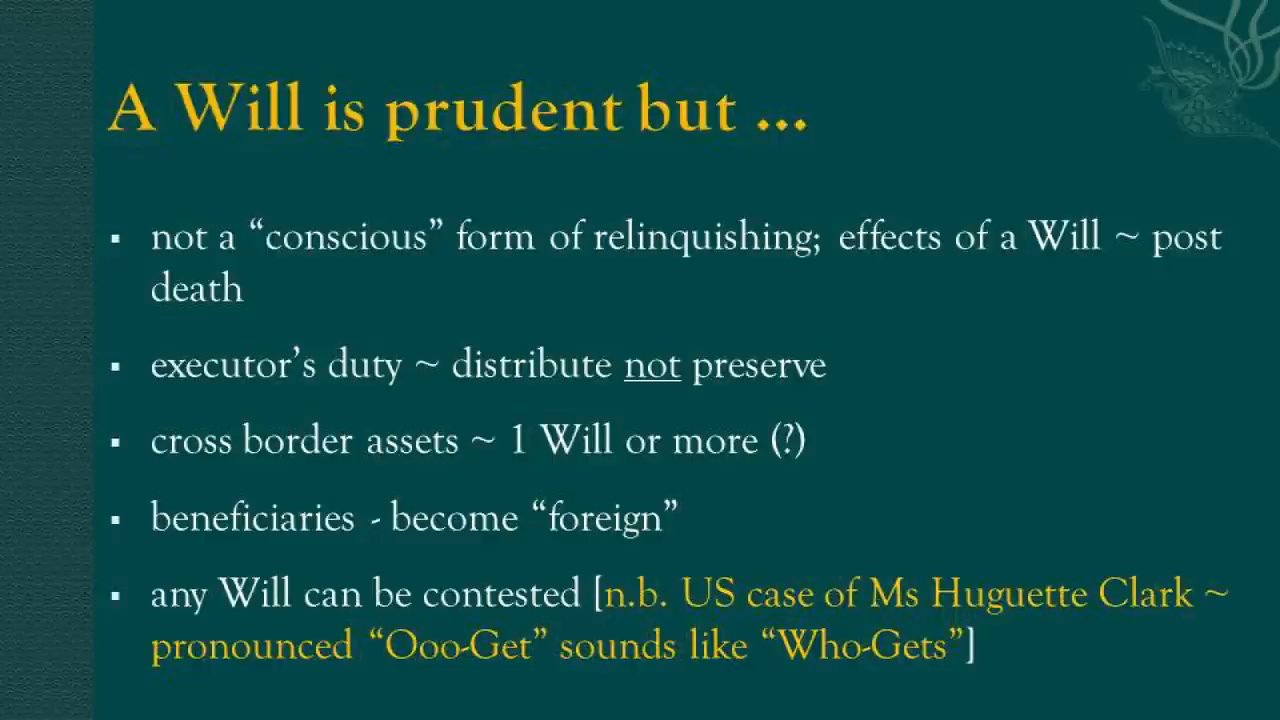 A Will is prudent but ...
▪ not a “conscious” form of relinquishing; effects of a Will ~ post
death
▪ executor’s duty ~ distribute not preserve
▪ cross border assets ~ 1 Will or more (?)
▪ beneficiaries - become “foreign”
▪ any Will can be contested [n.b. US case of Ms Huguette Clark ~
pronounced “Ooo-Get” sounds like “Who-Gets”]